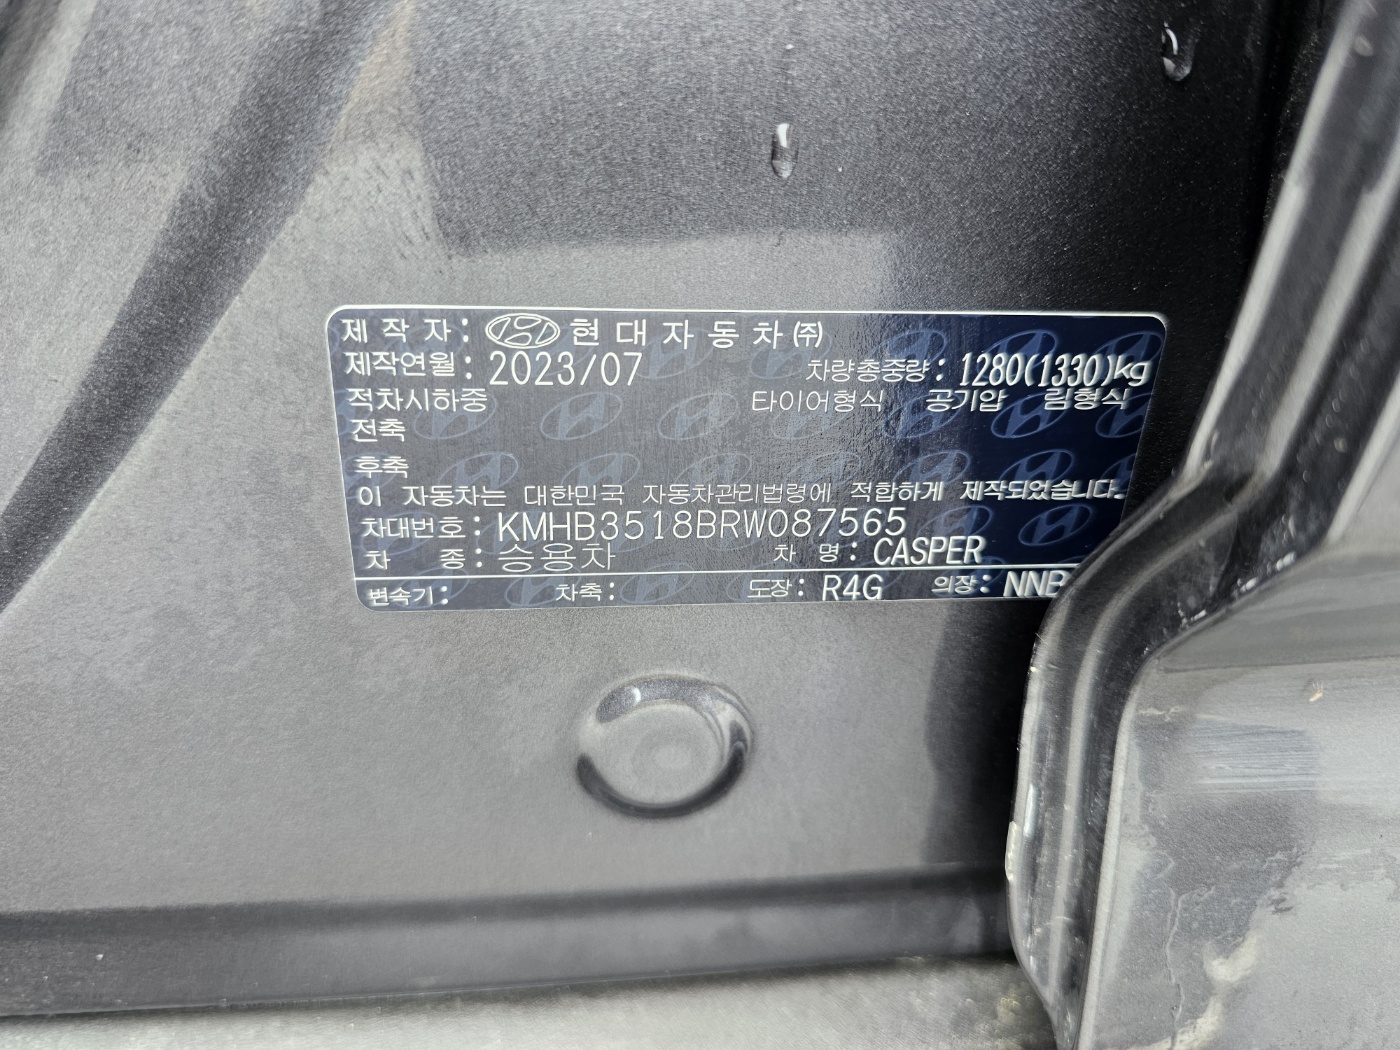 제 작 자 : 현 대 자 동 차 ㈜
제작연월 : 2023/07 차량총중량 : 1280(1330)kg
적차시하중 타이어형식 공기압 림형식
전축
후축
이 자동차는 대한민국 자동차관리법령에 적합하게 제작되었습니다.
차대번호 : KMHB3518BRW087565
차 종 : 승용차 차 명 : CASPER
변속기 : 차축 : 도장 : R4G 의장 : NNB